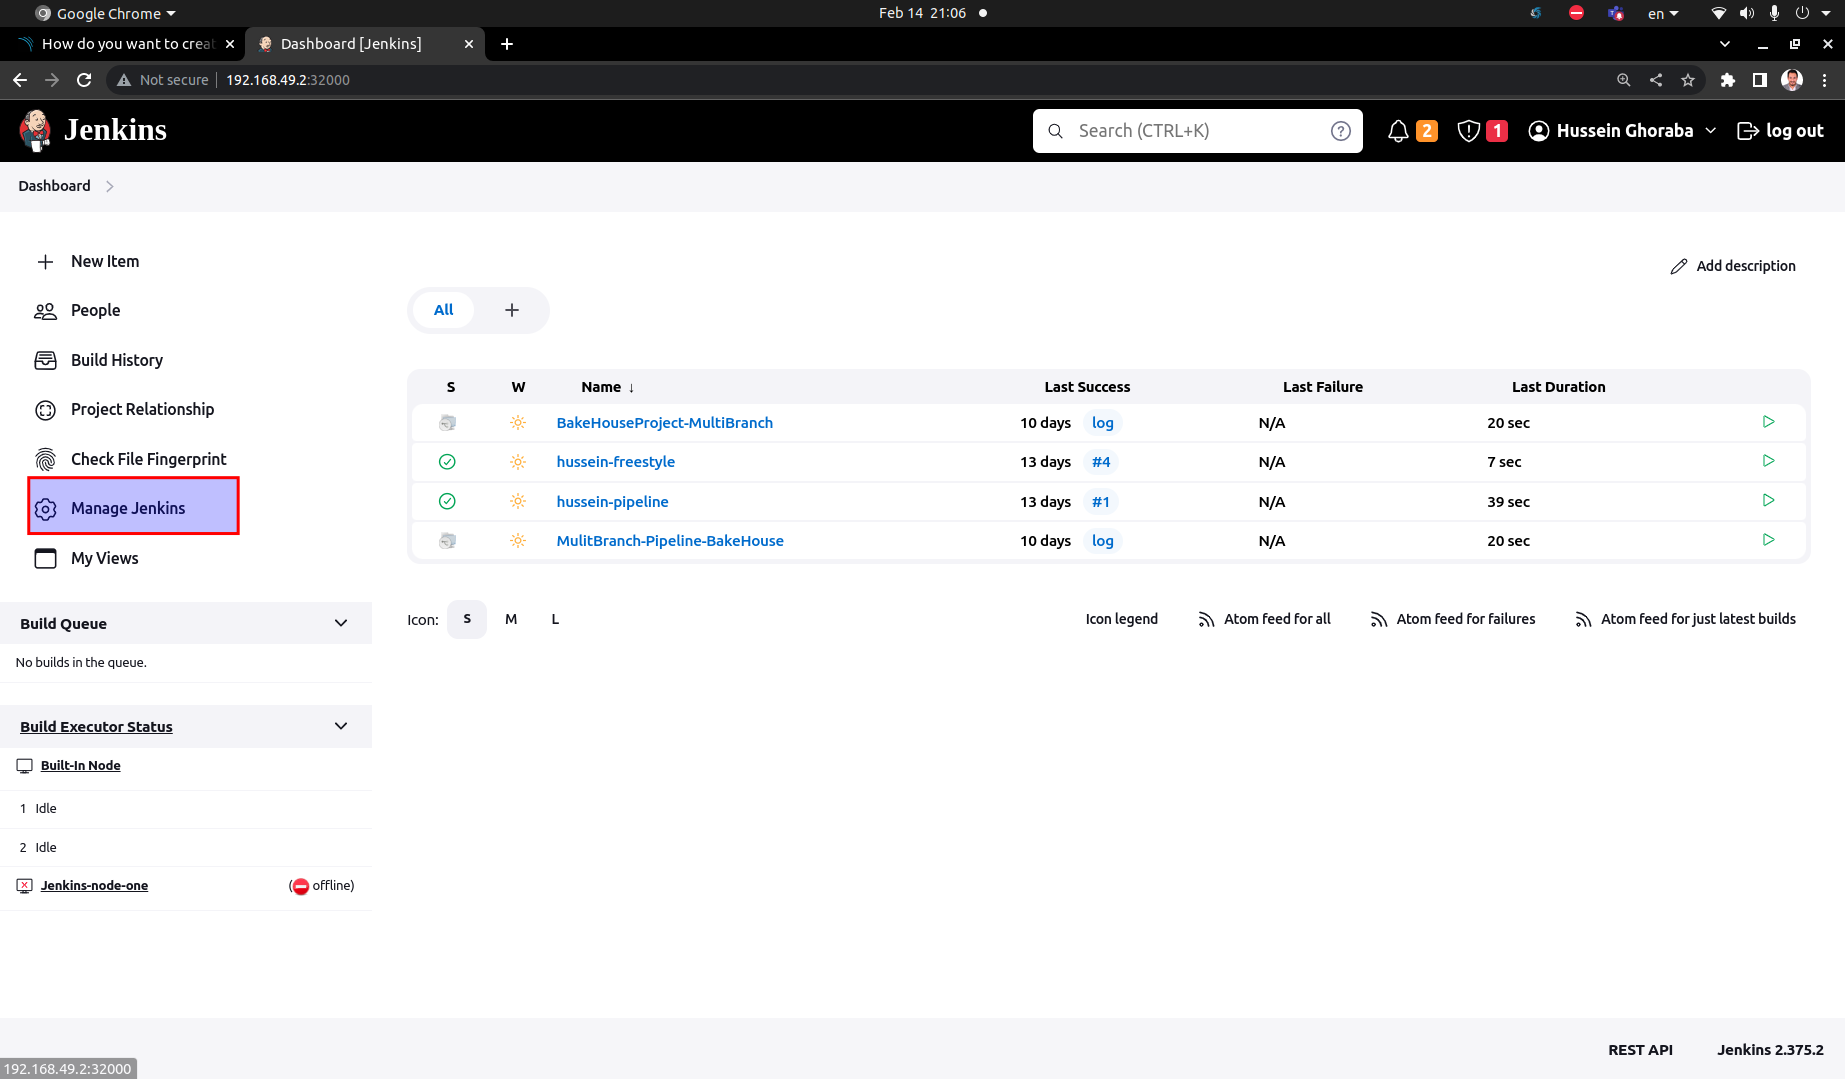 Google Chrome
Feb 14 21:06
en
How do you want to creat
Dashboard [Jenkins]
Not secure
192.168.49.2:32000
Jenkins
Search (CTRL+K)
2
1
Hussein Ghoraba
log out
Dashboard
New Item
People
Build History
Project Relationship
Check File Fingerprint
Manage Jenkins
My Views
Build Queue
No builds in the queue.
Build Executor Status
Built-In Node
1 Idle
2 Idle
Jenkins-node-one (offline)
Add description
All +
S W Name ↓ Last Success Last Failure Last Duration
BakeHouseProject-MultiBranch 10 days log N/A 20 sec
hussein-freestyle 13 days #4 N/A 7 sec
hussein-pipeline 13 days #1 N/A 39 sec
MulitBranch-Pipeline-BakeHouse 10 days log N/A 20 sec
Icon: S M L
Icon legend
Atom feed for all
Atom feed for failures
Atom feed for just latest builds
REST API
Jenkins 2.375.2
192.168.49.2:32000